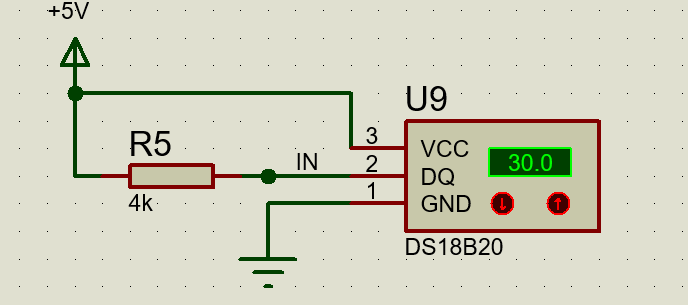 +5V
U9
R5
4k
IN
3
2
1
VCC
DQ
GND
30.0
DS18B20